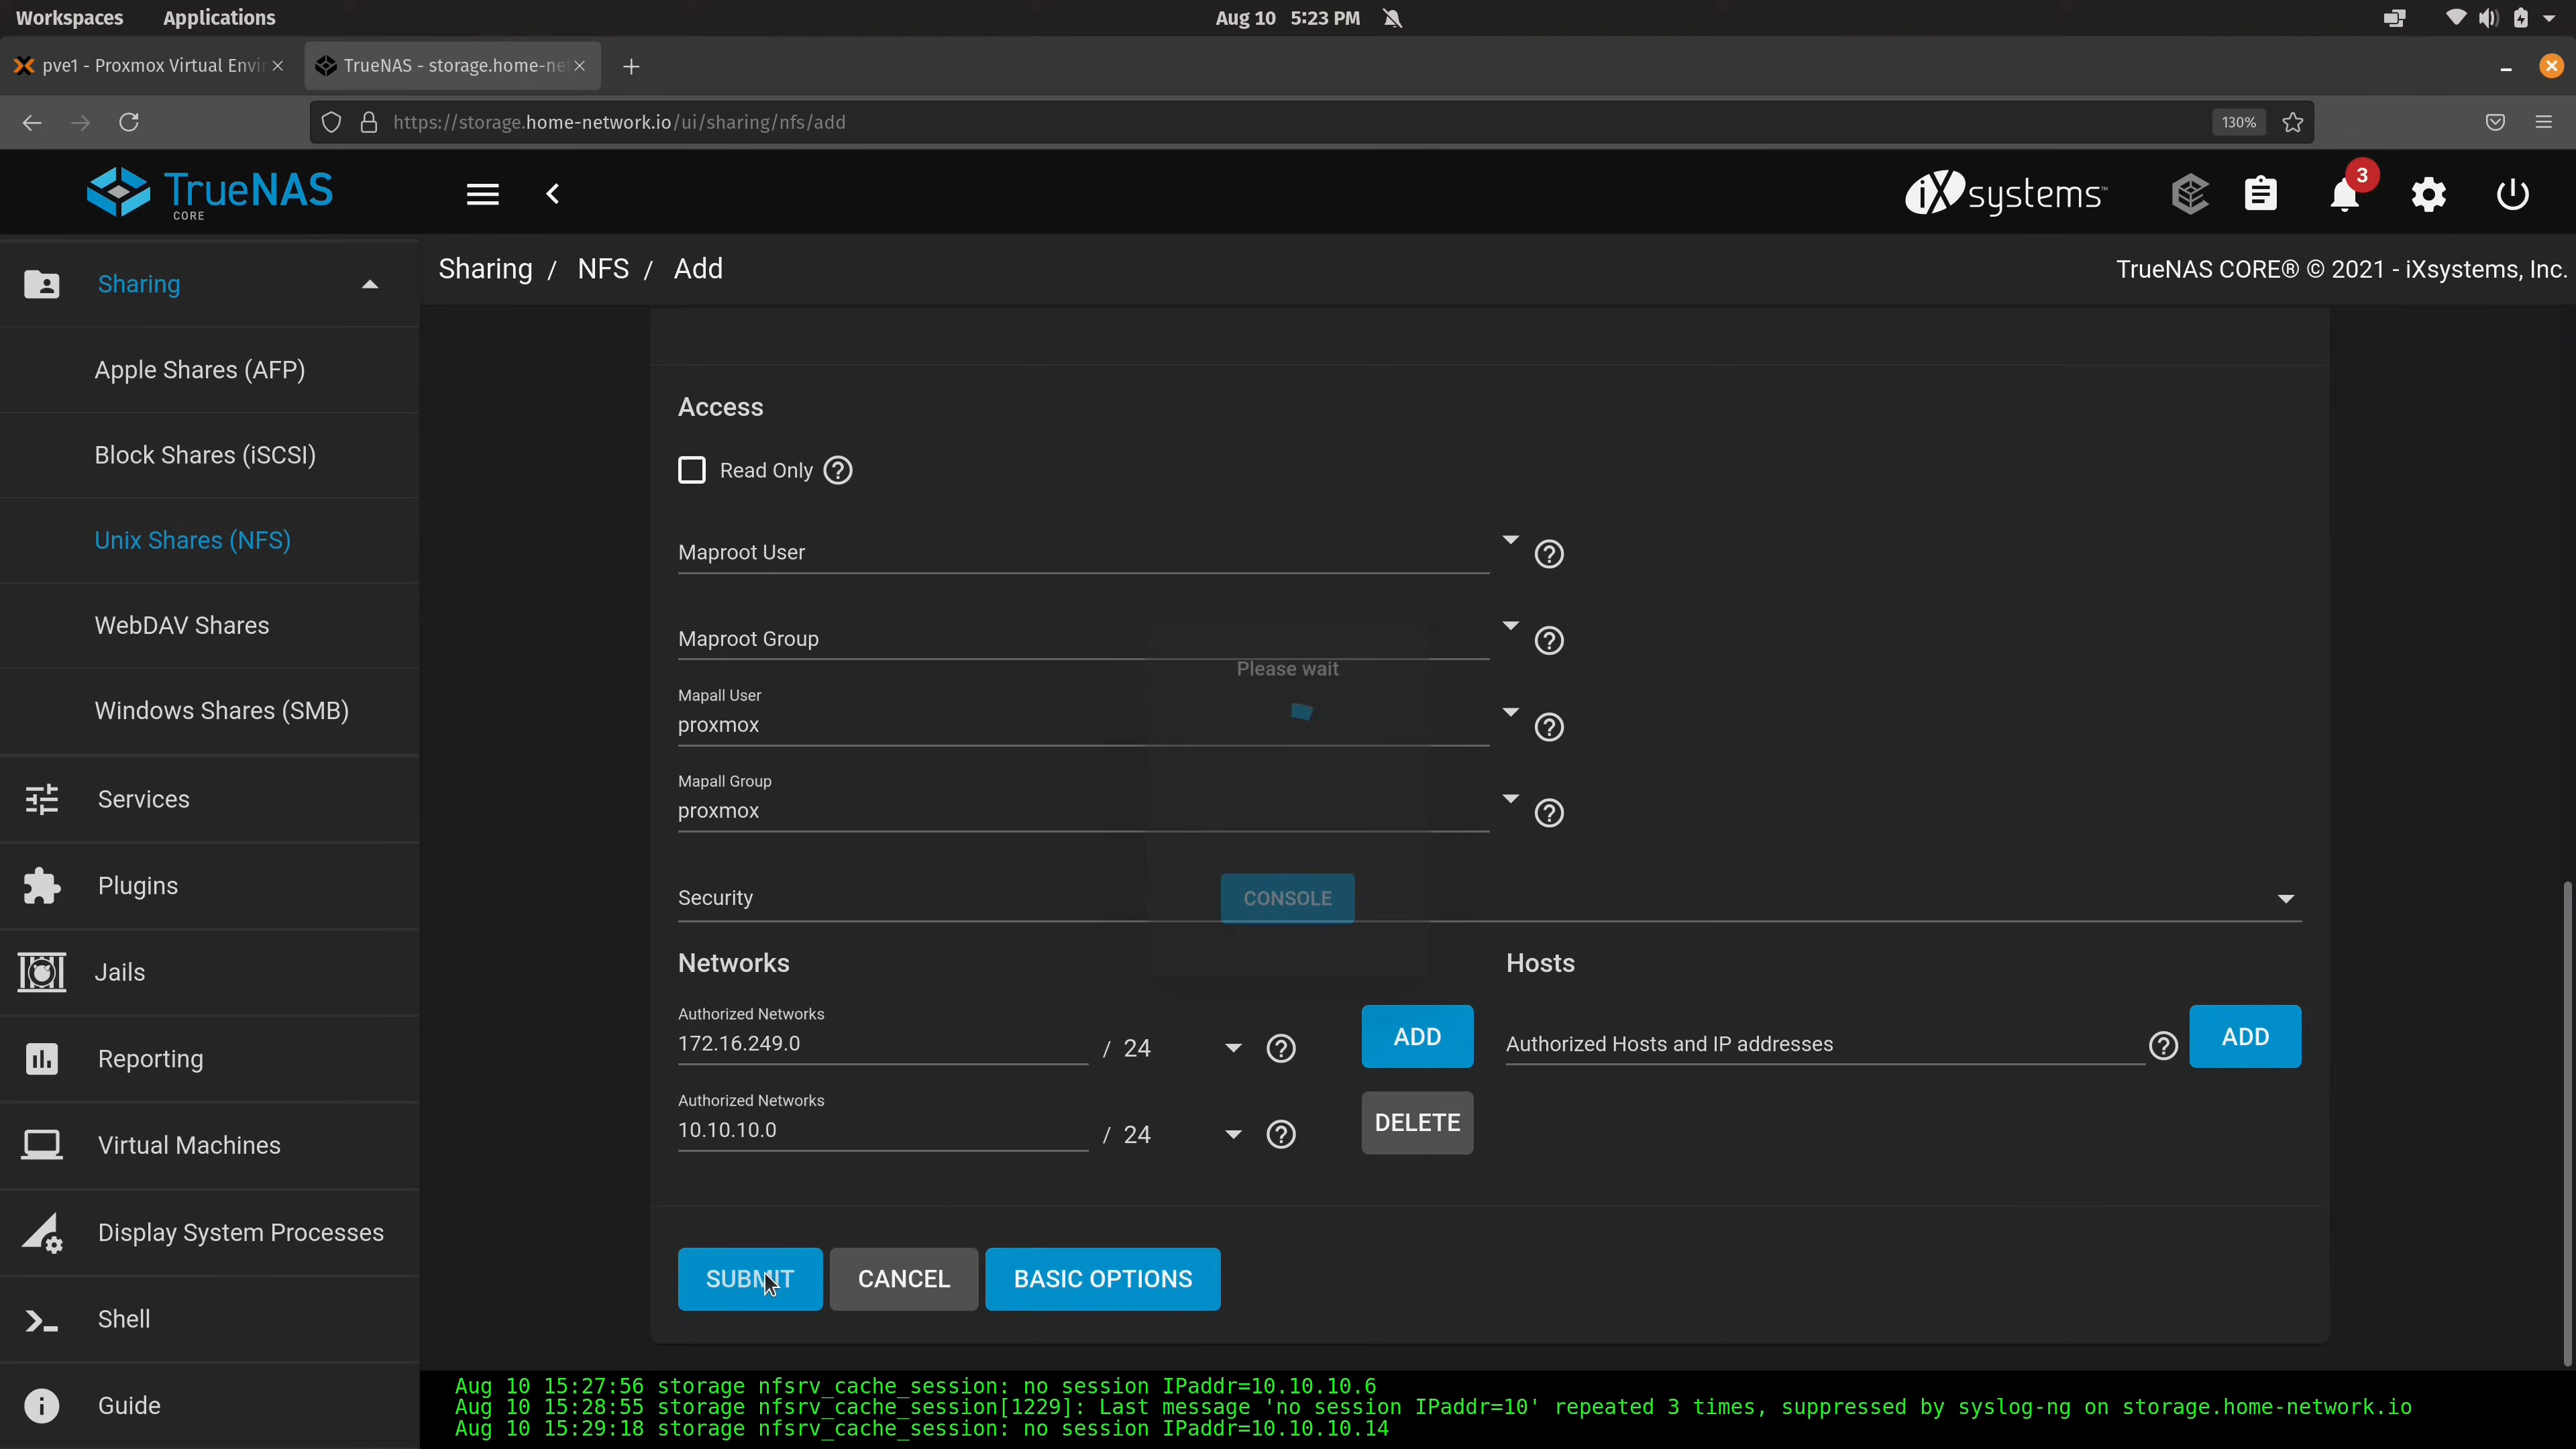 Workspaces Applications Aug 10 5:23 PM
pve1 - Proxmox Virtual Envir TrueNAS - storage.home-ne
https://storage.home-network.io/ui/sharing/nfs/add 130%
TrueNAS CORE iXsystems™ 3
Sharing / NFS / Add TrueNAS CORE® © 2021 - iXsystems, Inc.
Sharing
Apple Shares (AFP)
Block Shares (iSCSI)
Unix Shares (NFS)
WebDAV Shares
Windows Shares (SMB)
Services
Plugins
Jails
Reporting
Virtual Machines
Display System Processes
Shell
Guide
Access
Read Only
Maproot User
Maproot Group
Please wait
Mapall User
proxmox
Mapall Group
proxmox
Security
CONSOLE
Networks
Authorized Networks
172.16.249.0 / 24
ADD
Authorized Networks
10.10.10.0 / 24
DELETE
Hosts
Authorized Hosts and IP addresses
ADD
SUBMIT CANCEL BASIC OPTIONS
Aug 10 15:27:56 storage nfsrv_cache_session: no session IPaddr=10.10.10.6
Aug 10 15:28:55 storage nfsrv_cache_session[1229]: Last message 'no session IPaddr=10' repeated 3 times, suppressed by syslog-ng on storage.home-network.io
Aug 10 15:29:18 storage nfsrv_cache_session: no session IPaddr=10.10.10.14